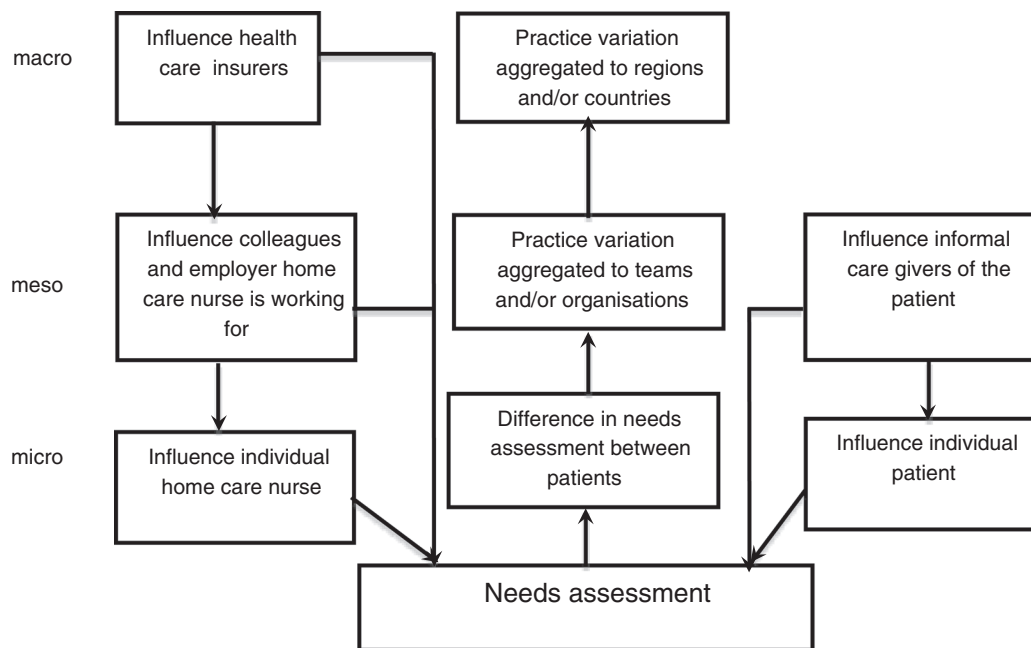 macro
Influence health
care insurers
Practice variation
aggregated to regions
and/or countries
meso
Influence colleagues
and employer home
care nurse is working
for
Practice variation
aggregated to teams
and/or organisations
Influence informal
care givers of the
patient
micro
Influence individual
home care nurse
Difference in needs
assessment between
patients
Influence individual
patient
Needs assessment